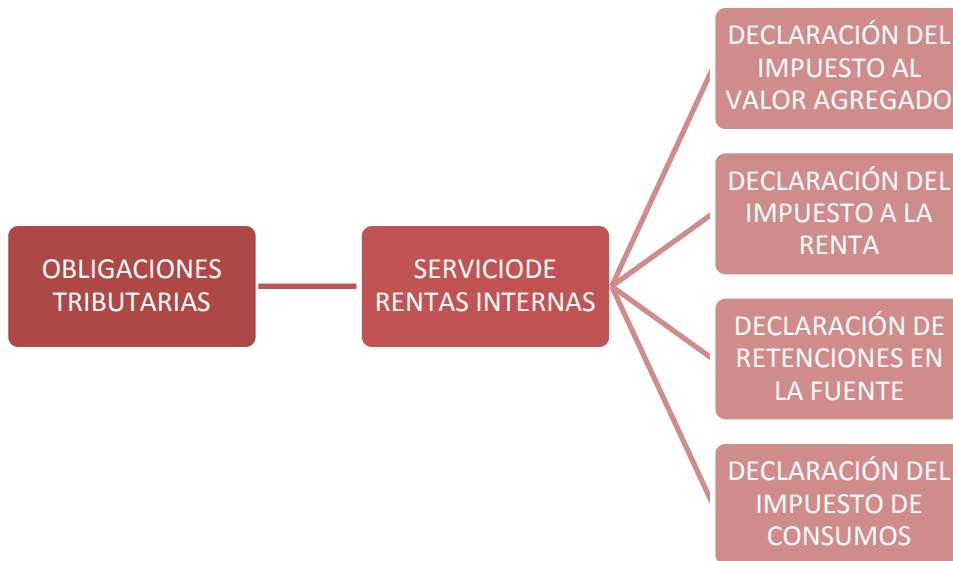 OBLIGACIONES
TRIBUTARIAS
SERVICIODE
RENTAS INTERNAS
DECLARACIÓN DEL
IMPUESTO AL
VALOR AGREGADO
DECLARACIÓN DEL
IMPUESTO A LA
RENTA
DECLARACIÓN DE
RETENCIONES EN
LA FUENTE
DECLARACIÓN DEL
IMPUESTO DE
CONSUMOS